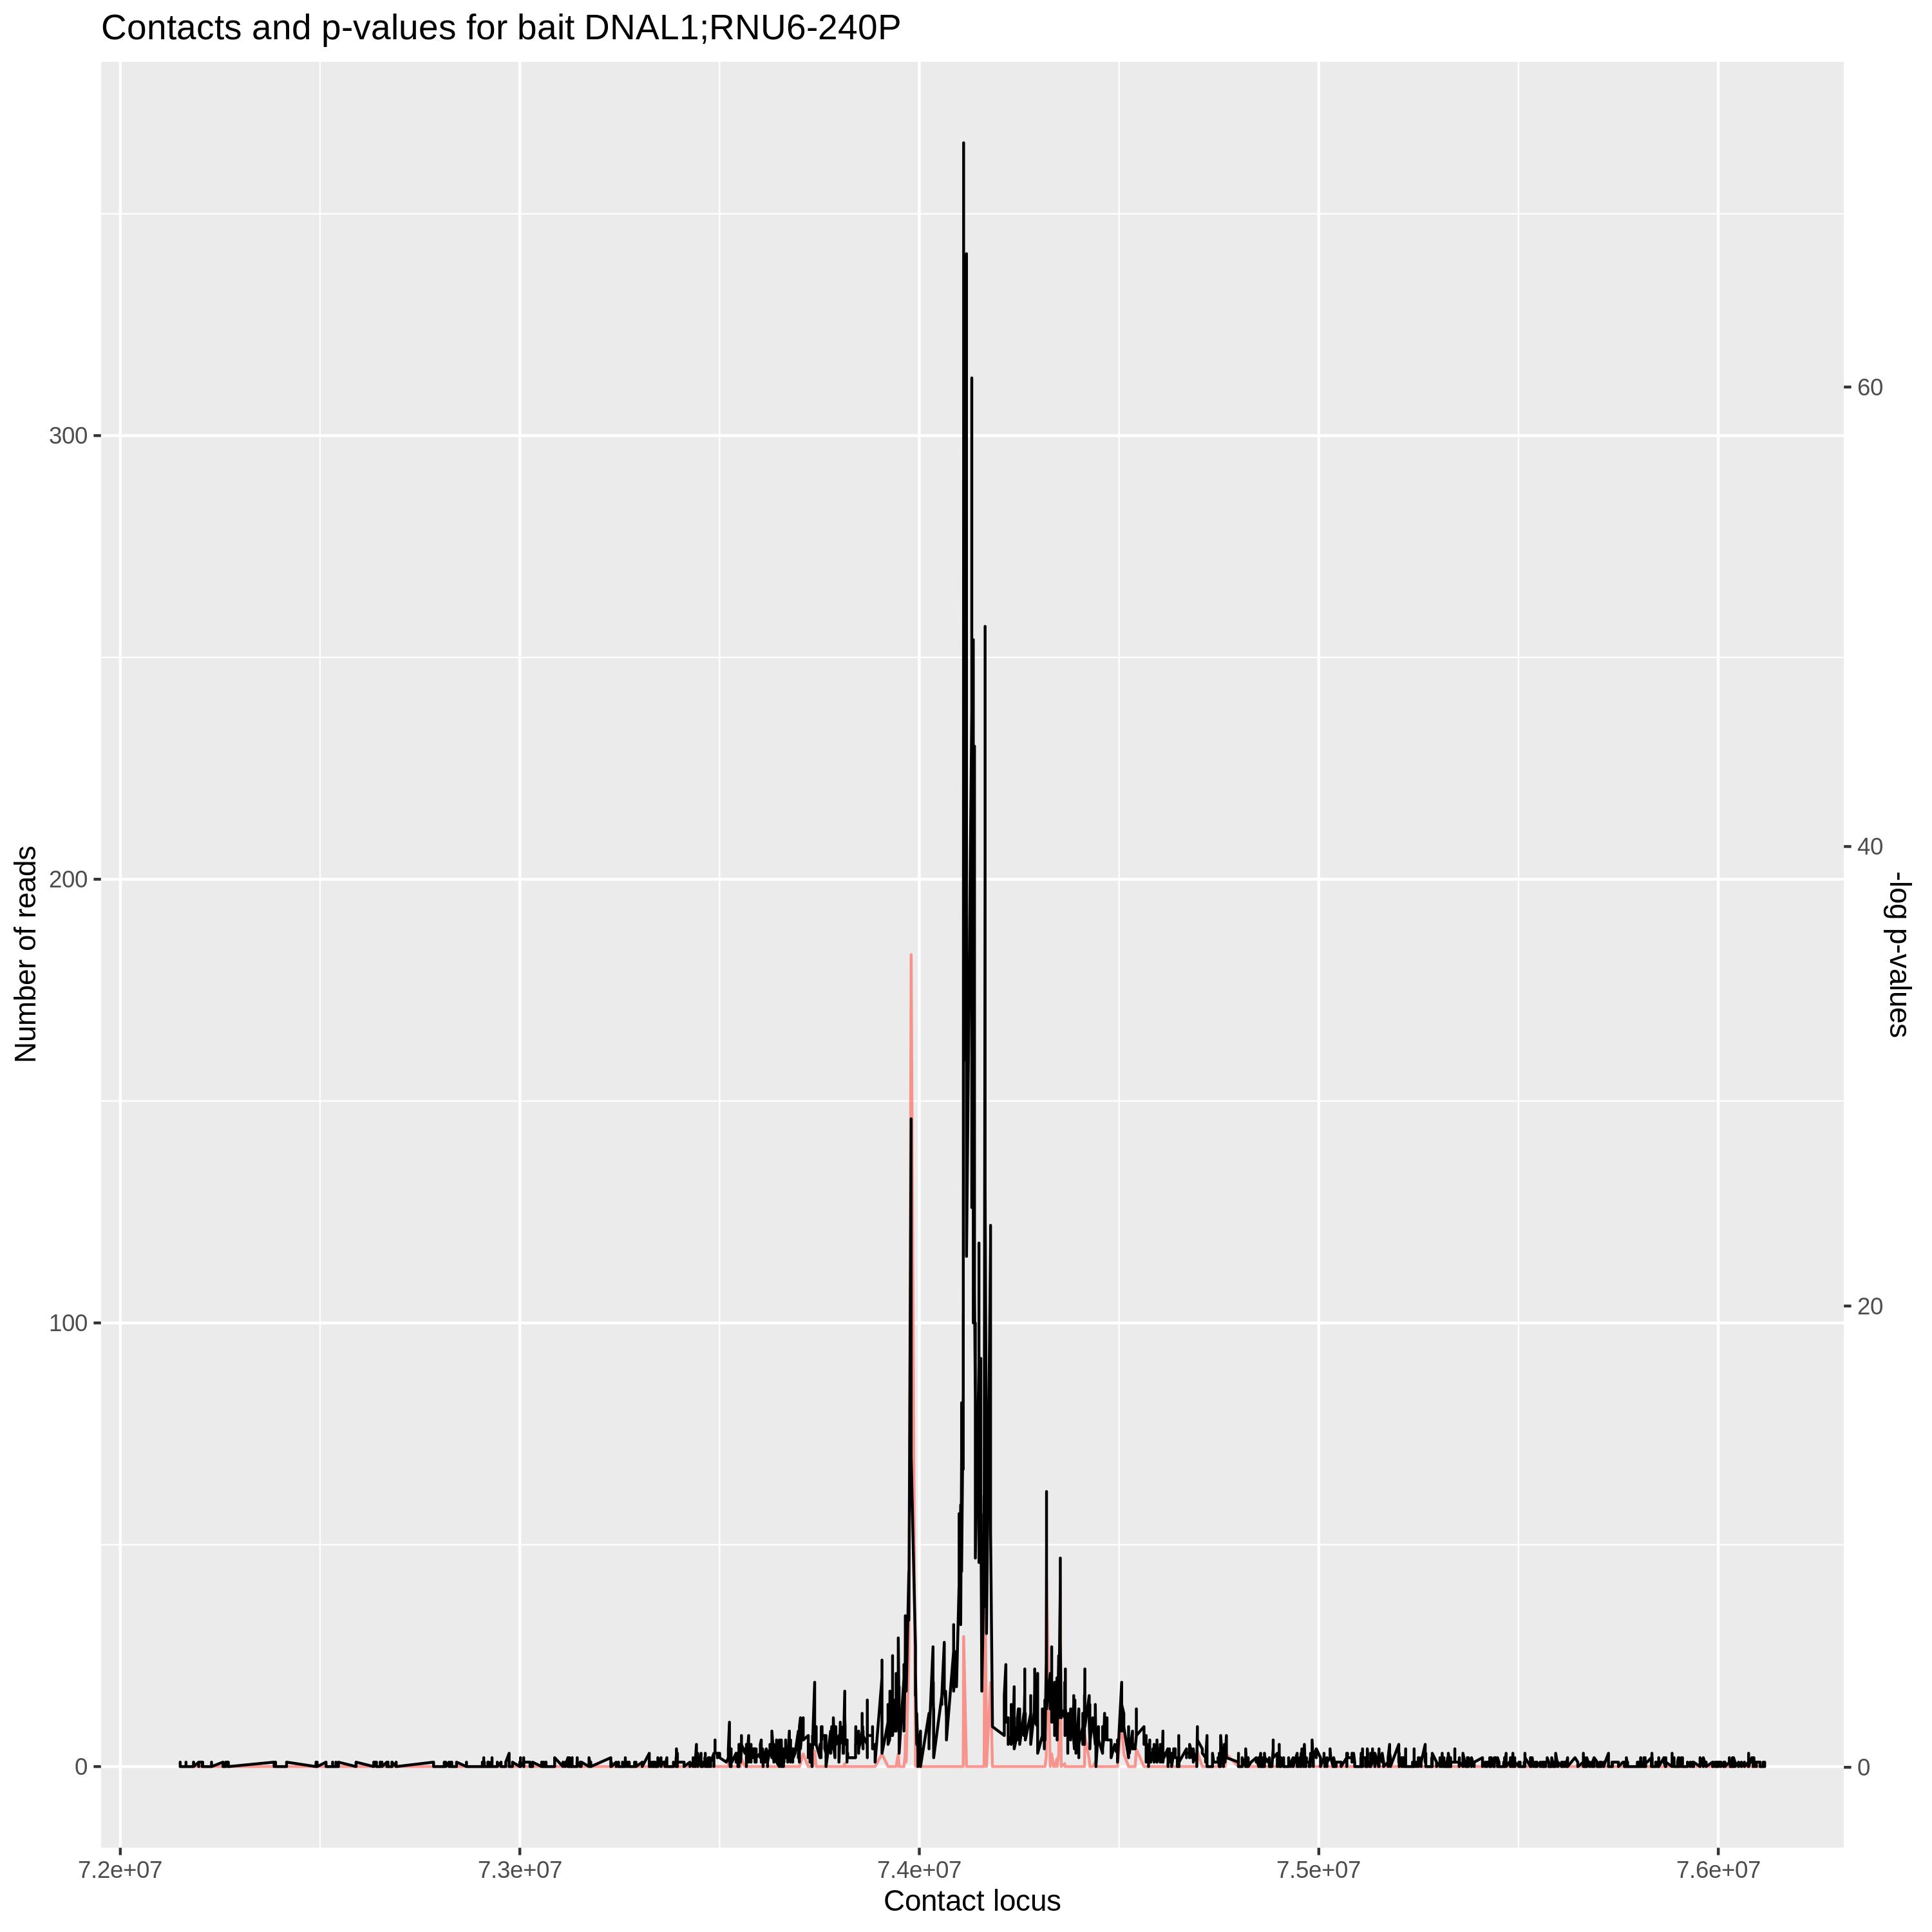 Contacts and p-values for bait DNAL1;RNU6-240P
300
200
100
0
Number of reads
60
40
20
0
-log p-values
7.2e+07 7.3e+07 7.4e+07 7.5e+07 7.6e+07
Contact locus